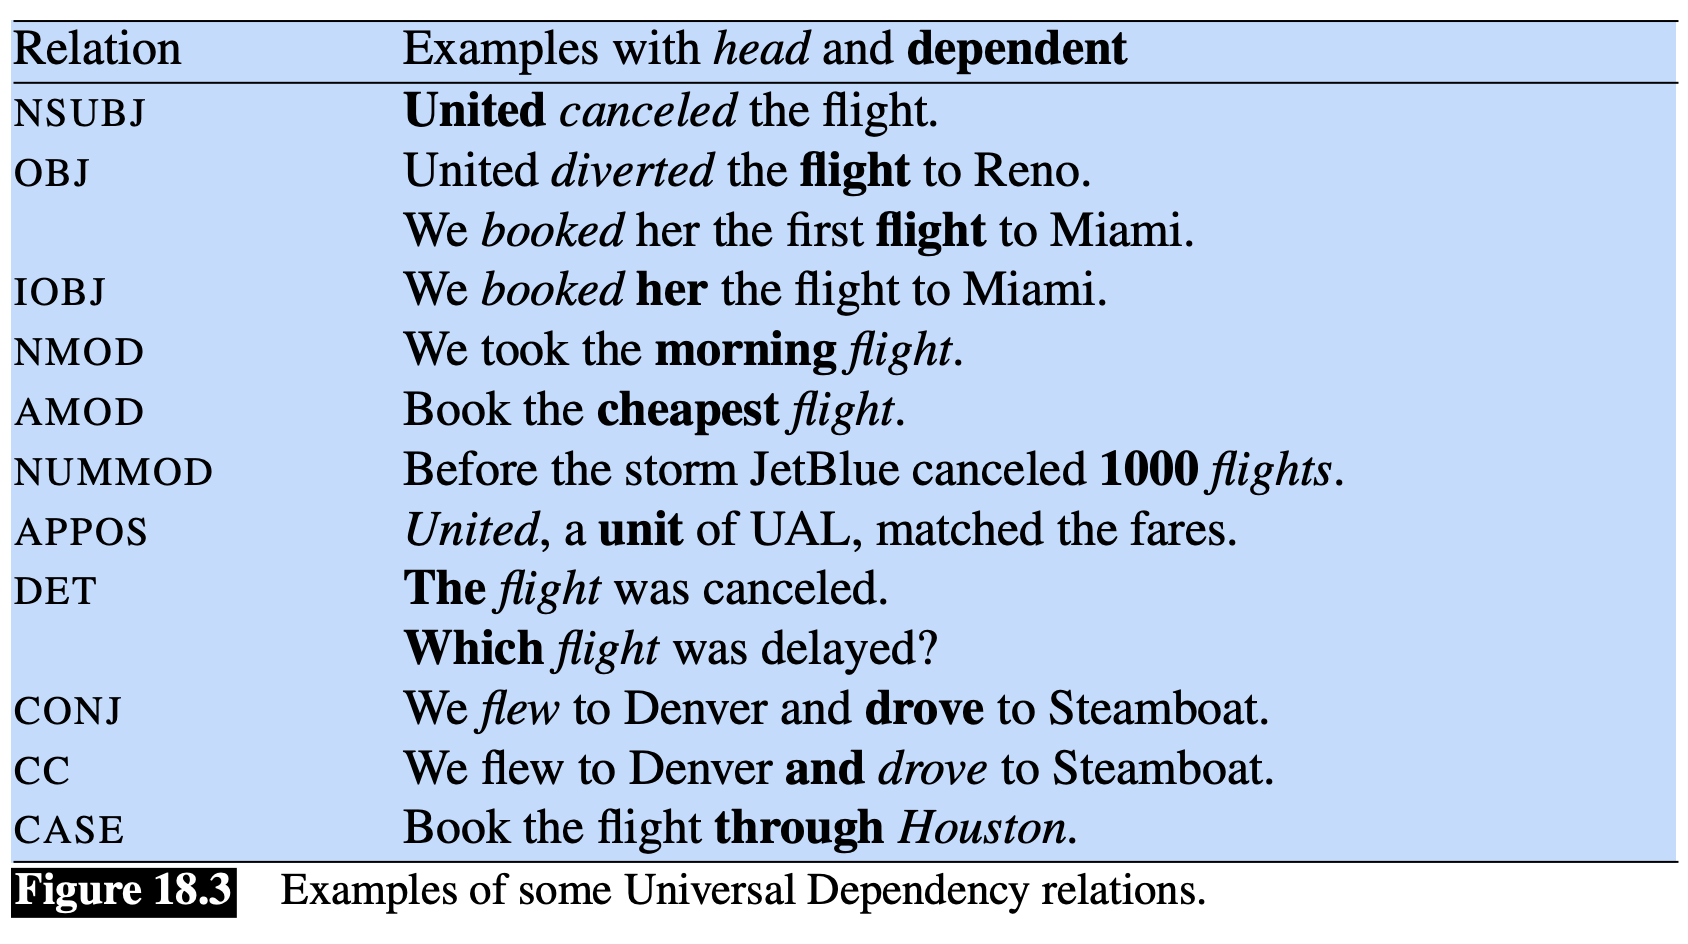 Relation Examples with head and dependent
NSUBJ United canceled the flight.
OBJ United diverted the flight to Reno.
We booked her the first flight to Miami.
IOBJ We booked her the flight to Miami.
NMOD We took the morning flight.
AMOD Book the cheapest flight.
NUMMOD Before the storm JetBlue canceled 1000 flights.
APPOS United, a unit of UAL, matched the fares.
DET The flight was canceled.
Which flight was delayed?
CONJ We flew to Denver and drove to Steamboat.
CC We flew to Denver and drove to Steamboat.
CASE Book the flight through Houston.
Figure 18.3 Examples of some Universal Dependency relations.